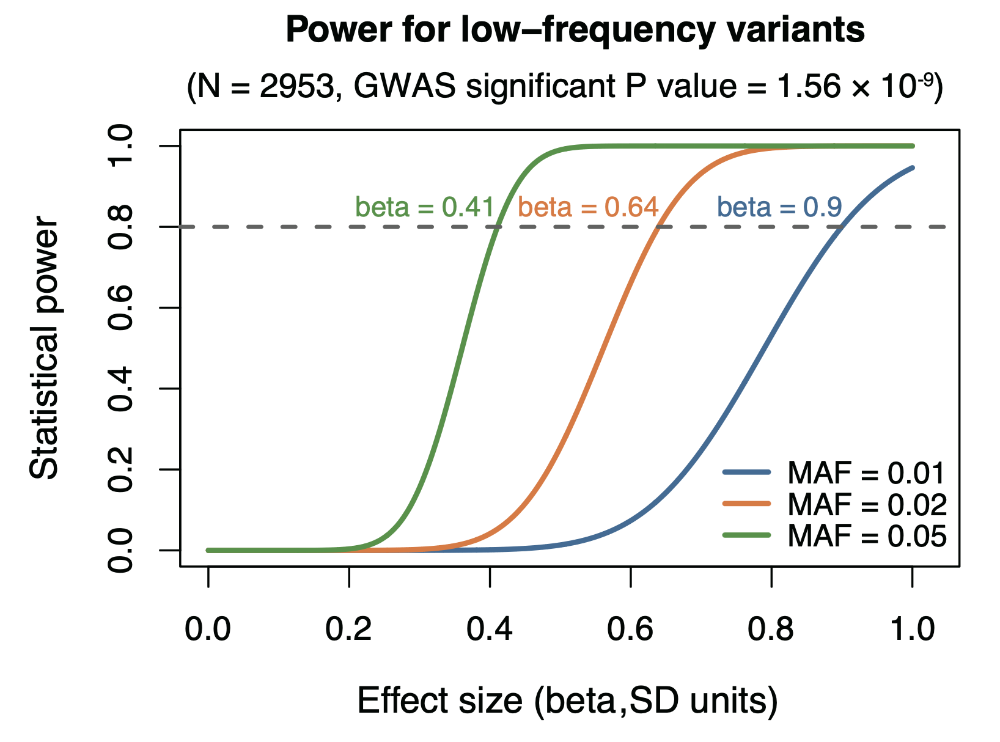 Power for low–frequency variants
(N = 2953, GWAS significant P value = 1.56 × 10⁻⁹)
Statistical power
1.0
0.8
0.6
0.4
0.2
0.0
beta = 0.41 beta = 0.64 beta = 0.9
MAF = 0.01
MAF = 0.02
MAF = 0.05
0.0 0.2 0.4 0.6 0.8 1.0
Effect size (beta,SD units)